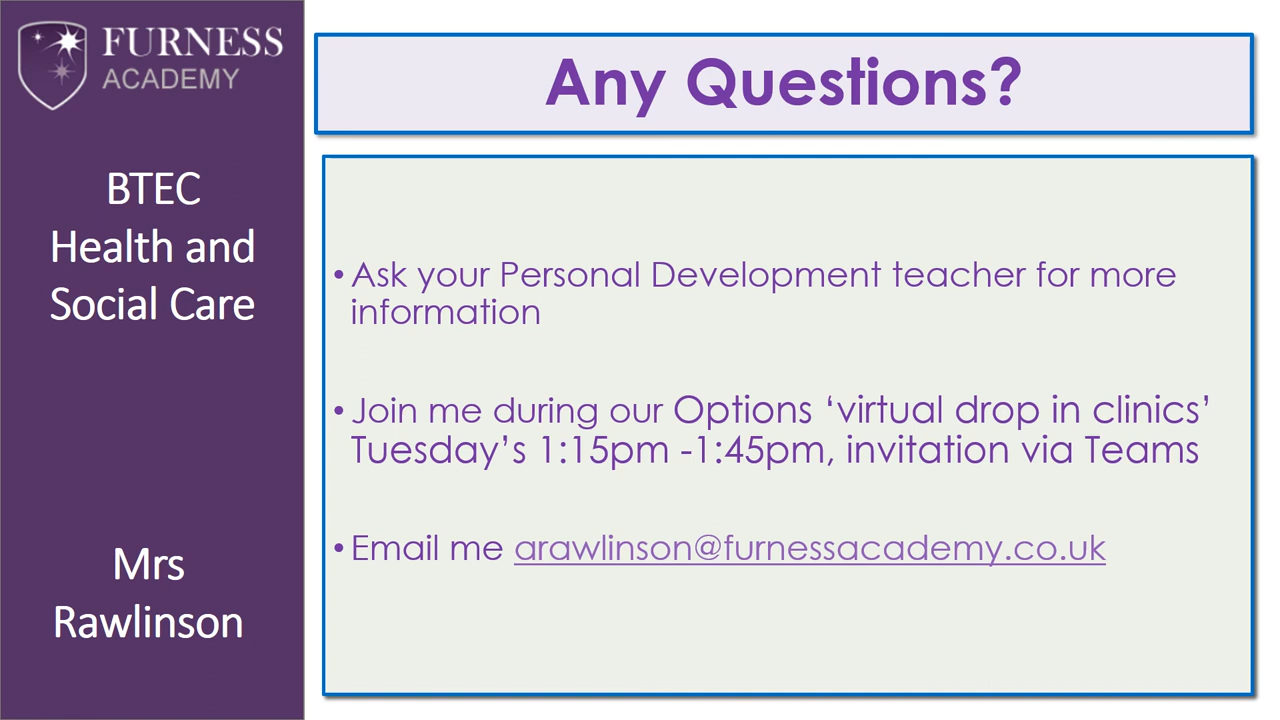 FURNESS
ACADEMY
BTEC
Health and
Social Care
Mrs
Rawlinson
Any Questions?
• Ask your Personal Development teacher for more
information
• Join me during our Options ‘virtual drop in clinics’
Tuesday’s 1:15pm -1:45pm, invitation via Teams
• Email me arawlinson@furnessacademy.co.uk